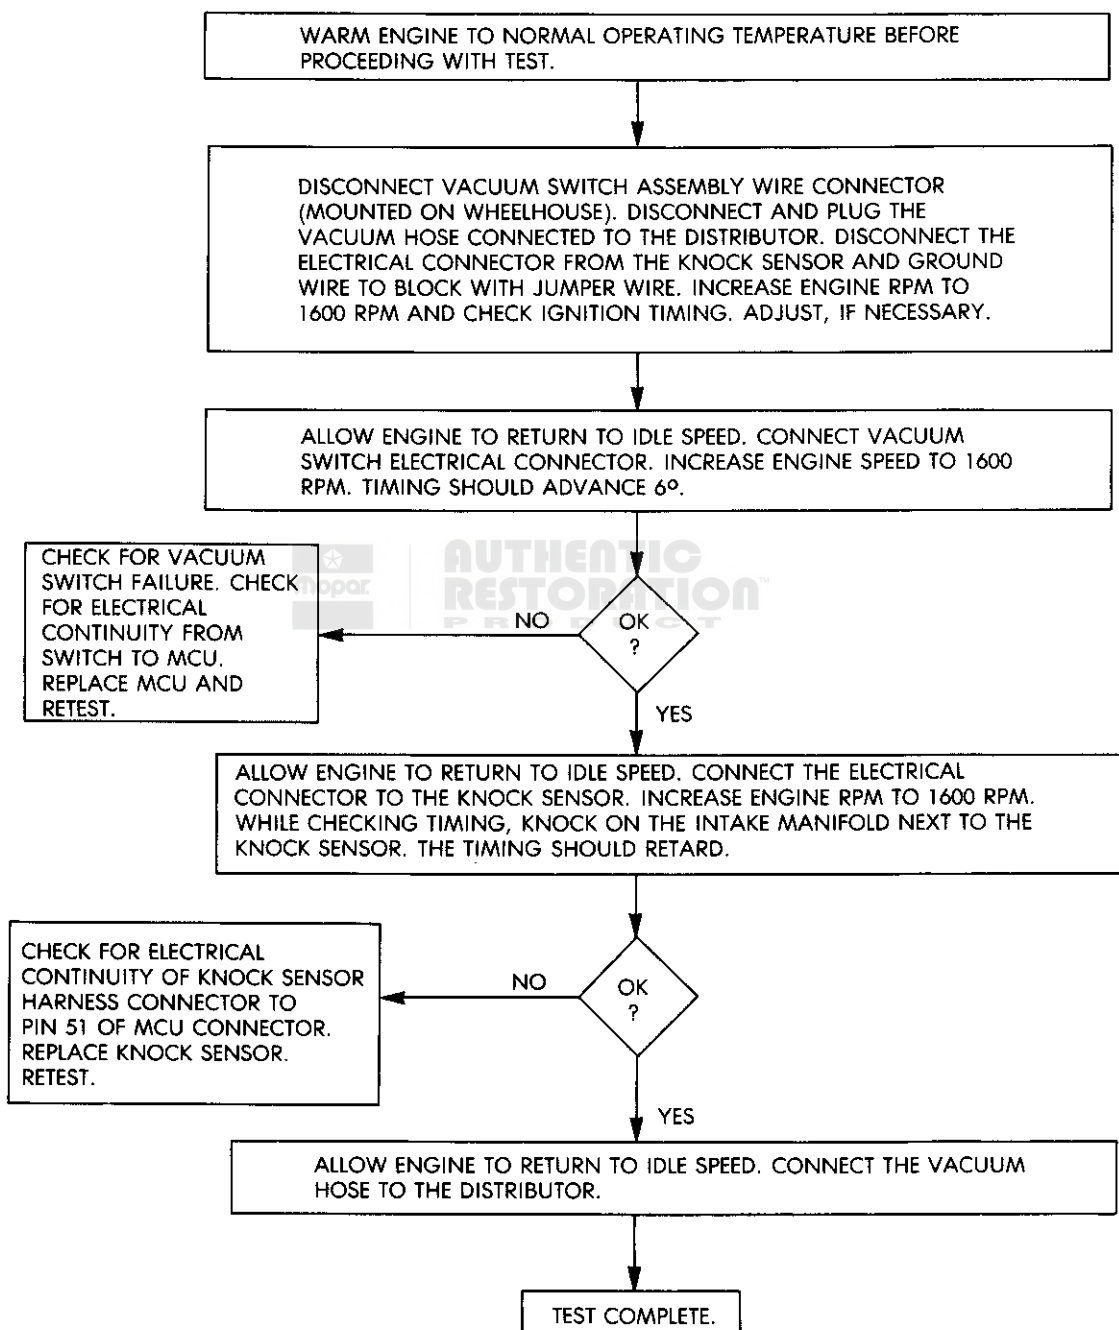 WARM ENGINE TO NORMAL OPERATING TEMPERATURE BEFORE
PROCEEDING WITH TEST.
DISCONNECT VACUUM SWITCH ASSEMBLY WIRE CONNECTOR
(MOUNTED ON WHEELHOUSE). DISCONNECT AND PLUG THE
VACUUM HOSE CONNECTED TO THE DISTRIBUTOR. DISCONNECT THE
ELECTRICAL CONNECTOR FROM THE KNOCK SENSOR AND GROUND
WIRE TO BLOCK WITH JUMPER WIRE. INCREASE ENGINE RPM TO
1600 RPM AND CHECK IGNITION TIMING. ADJUST, IF NECESSARY.
ALLOW ENGINE TO RETURN TO IDLE SPEED. CONNECT VACUUM
SWITCH ELECTRICAL CONNECTOR. INCREASE ENGINE SPEED TO 1600
RPM. TIMING SHOULD ADVANCE 6º.
mopar
AUTHENTIC
RESTORATION™
PRODUCT
OK
?
NO
CHECK FOR VACUUM
SWITCH FAILURE. CHECK
FOR ELECTRICAL
CONTINUITY FROM
SWITCH TO MCU.
REPLACE MCU AND
RETEST.
YES
ALLOW ENGINE TO RETURN TO IDLE SPEED. CONNECT THE ELECTRICAL
CONNECTOR TO THE KNOCK SENSOR. INCREASE ENGINE RPM TO 1600 RPM.
WHILE CHECKING TIMING, KNOCK ON THE INTAKE MANIFOLD NEXT TO THE
KNOCK SENSOR. THE TIMING SHOULD RETARD.
OK
?
NO
CHECK FOR ELECTRICAL
CONTINUITY OF KNOCK SENSOR
HARNESS CONNECTOR TO
PIN 51 OF MCU CONNECTOR.
REPLACE KNOCK SENSOR.
RETEST.
YES
ALLOW ENGINE TO RETURN TO IDLE SPEED. CONNECT THE VACUUM
HOSE TO THE DISTRIBUTOR.
TEST COMPLETE.